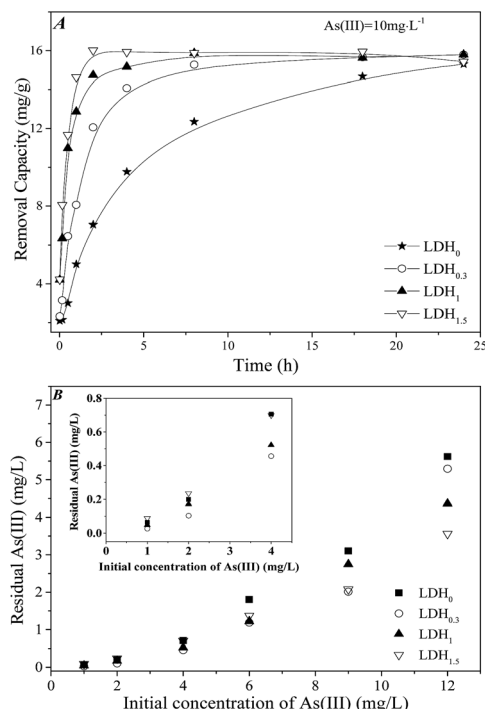 A
As(III)=10mg·L⁻¹
Removal Capacity (mg/g)
16
12
8
4
LDH₀
LDH₀.₃
LDH₁
LDH₁.₅
0 5 10 15 20 25
Time (h)
B
Residual As(III) (mg/L)
7
6
5
4
3
2
1
0
Residual As(III) (mg/L)
0.8
0.6
0.4
0.2
0.0
0 1 2 3 4
Initial concentration of As(III) (mg/L)
LDH₀
LDH₀.₃
LDH₁
LDH₁.₅
0 2 4 6 8 10 12
Initial concentration of As(III) (mg/L)